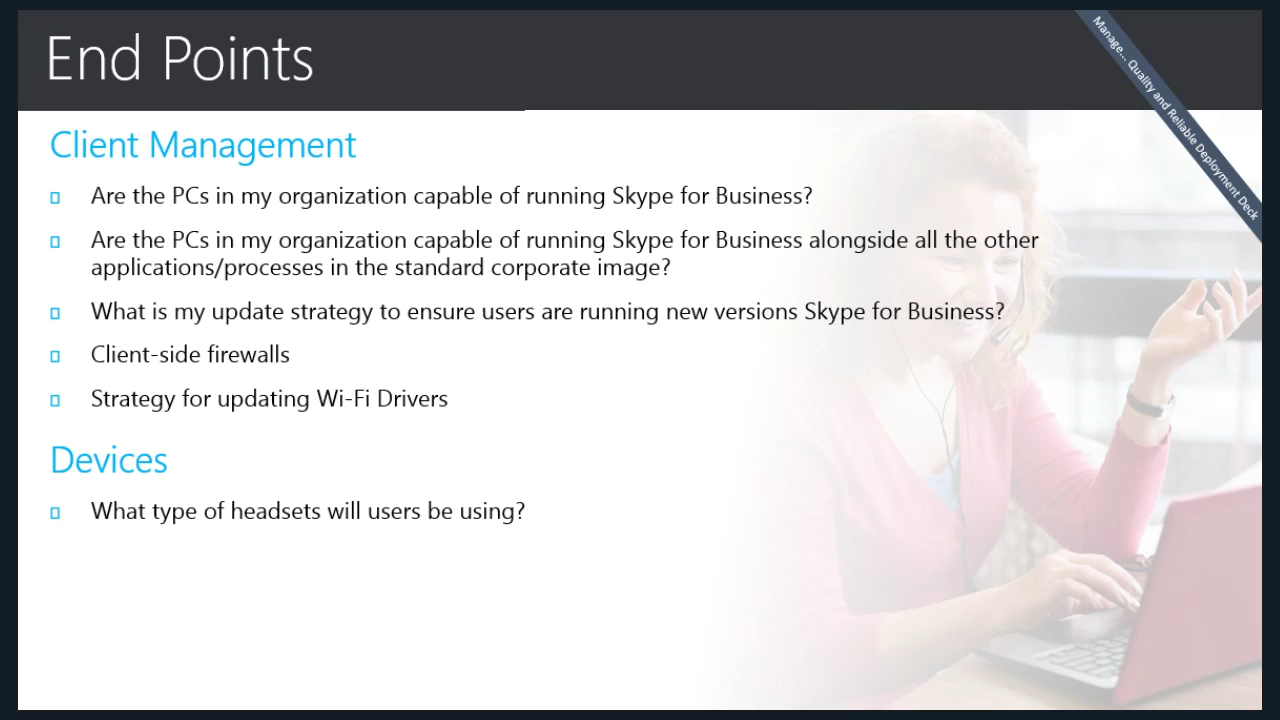 End Points
Manage... Quality and Reliable Deployment Deck
Client Management
Are the PCs in my organization capable of running Skype for Business?
Are the PCs in my organization capable of running Skype for Business alongside all the other
applications/processes in the standard corporate image?
What is my update strategy to ensure users are running new versions Skype for Business?
Client-side firewalls
Strategy for updating Wi-Fi Drivers
Devices
What type of headsets will users be using?